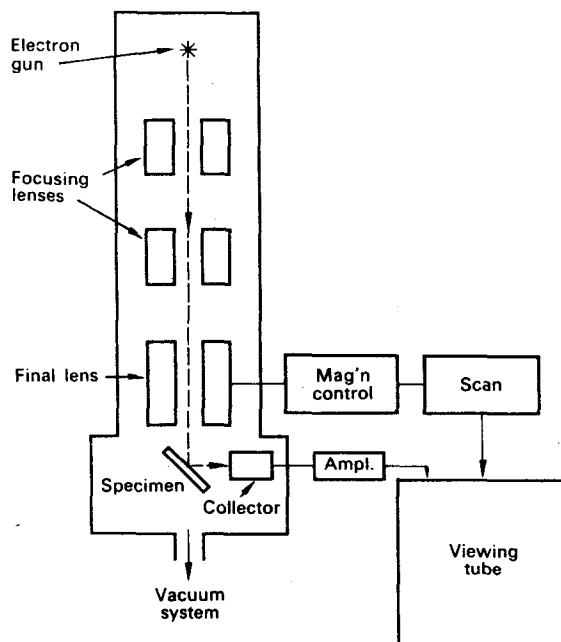 Electron
gun
Focusing
lenses
Final lens
Mag'n
control
Scan
Specimen
Ampl.
Collector
Viewing
tube
Vacuum
system